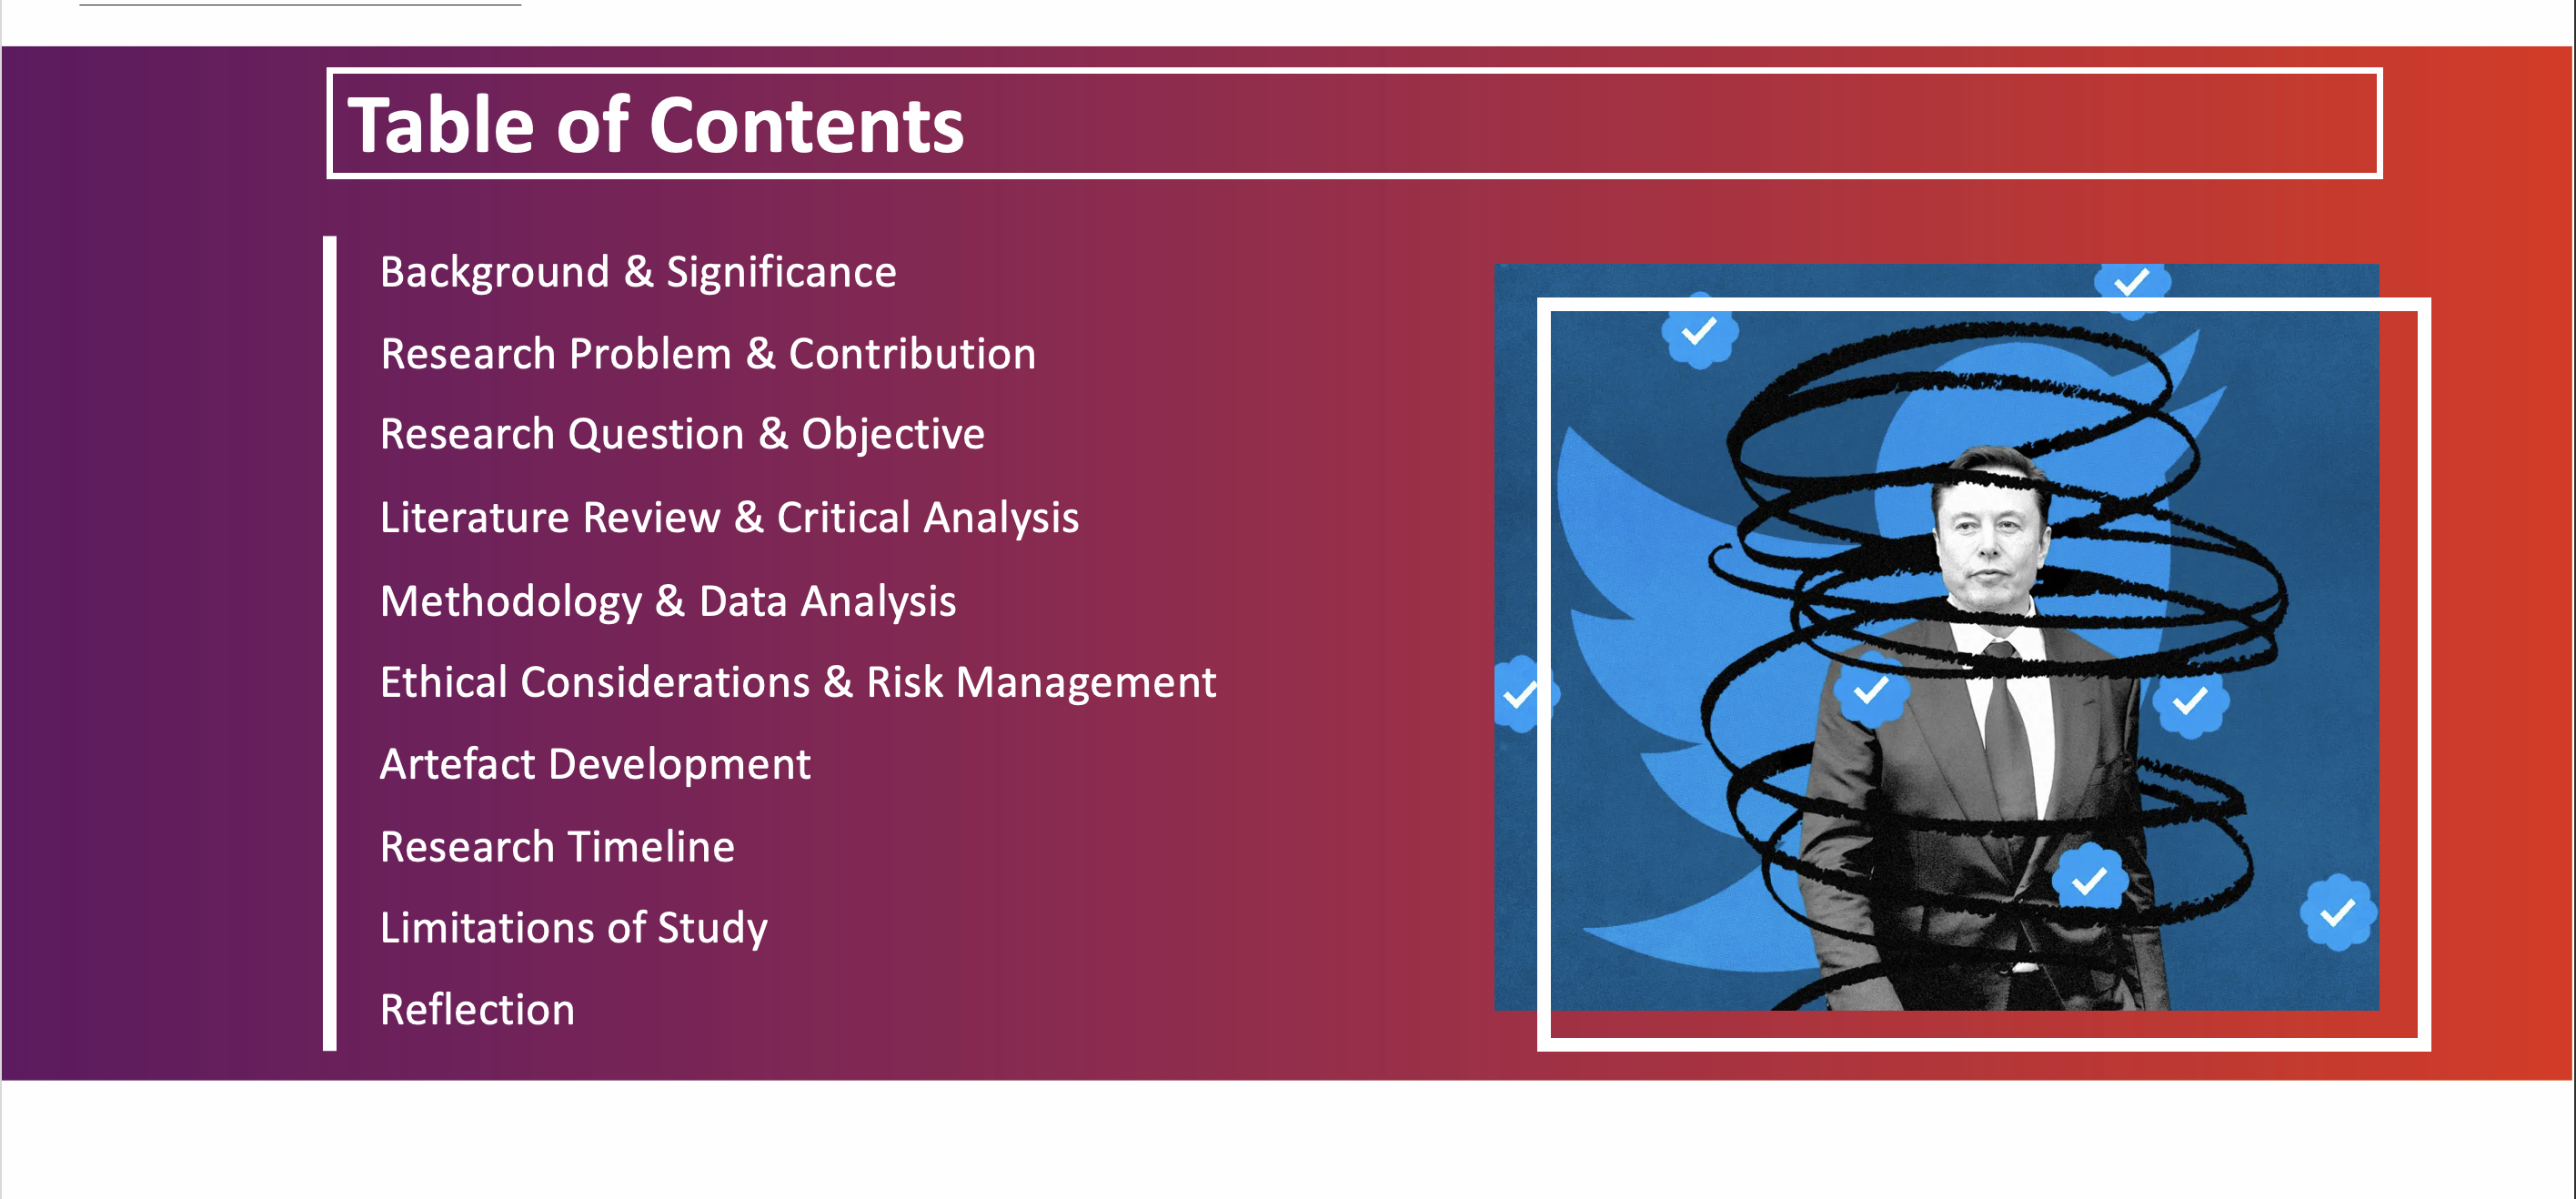 Table of Contents
Background & Significance
Research Problem & Contribution
Research Question & Objective
Literature Review & Critical Analysis
Methodology & Data Analysis
Ethical Considerations & Risk Management
Artefact Development
Research Timeline
Limitations of Study
Reflection